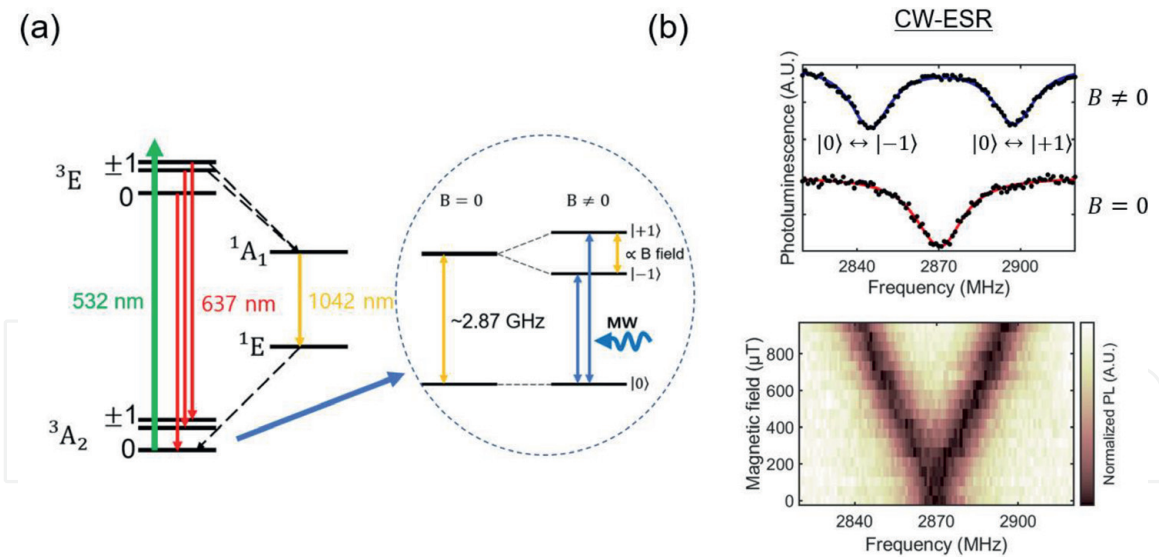 (a)
³E
±1
0
¹A₁
532 nm
637 nm
1042 nm
¹E
³A₂
±1
0
B = 0
B ≠ 0
|+1⟩
∝ B field
|−1⟩
~2.87 GHz
MW
|0⟩
(b)
CW-ESR
Photoluminescence (A.U.)
B ≠ 0
|0⟩ ↔ |−1⟩
|0⟩ ↔ |+1⟩
B = 0
2840
2870
2900
Frequency (MHz)
Magnetic field (µT)
800
600
400
200
0
2840
2870
2900
Frequency (MHz)
Normalized PL (A.U.)